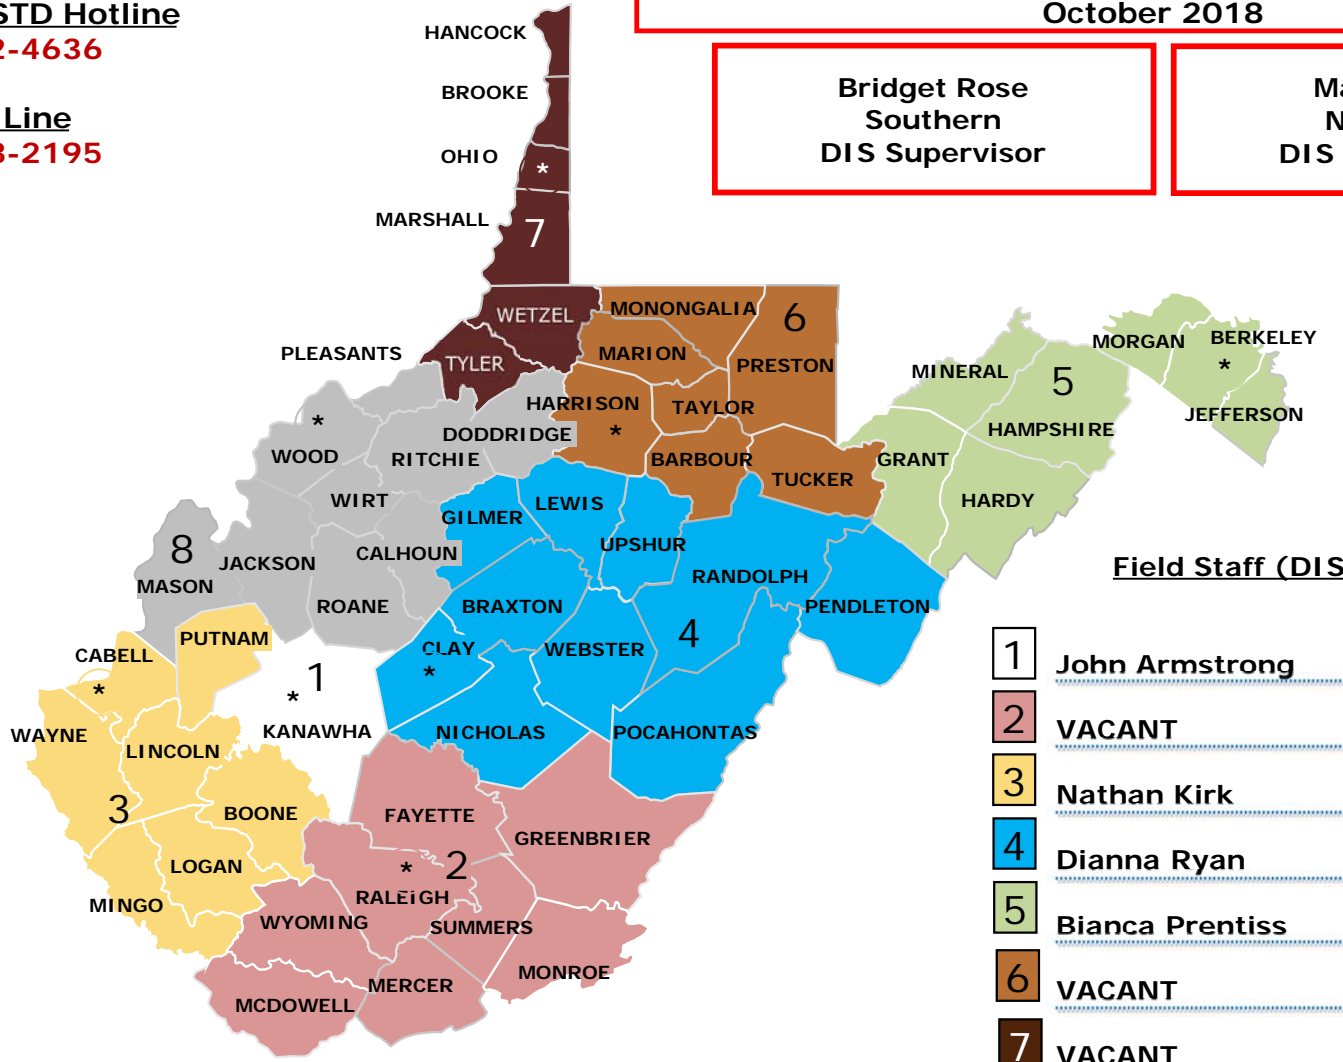 STD Hotline
2-4636
Line
3-2195
October 2018
Bridget Rose
Southern
DIS Supervisor
Ma
N
DIS
HANCOCK
BROOKE
OHIO
*
MARSHALL
7
WETZEL
TYLER
PLEASANTS
MONONGALIA
6
MARION
PRESTON
HARRISON
*
TAYLOR
BARBOUR
TUCKER
MORGAN
BERKELEY
*
JEFFERSON
MINERAL
5
HAMPSHIRE
GRANT
HARDY
*
WOOD
DODDRIDGE
RITCHIE
WIRT
CALHOUN
JACKSON
ROANE
8
MASON
GILMER
LEWIS
UPSHUR
RANDOLPH
PENDLETON
BRAXTON
CLAY
*
WEBSTER
4
NICHOLAS
POCAHONTAS
PUTNAM
CABELL
*
1
*
KANAWHA
WAYNE
LINCOLN
3
BOONE
LOGAN
MINGO
FAYETTE
GREENBRIER
*
2
RALEIGH
WYOMING
SUMMERS
MONROE
MERCER
MCDOWELL
Field Staff (DIS
1 John Armstrong
2 VACANT
3 Nathan Kirk
4 Dianna Ryan
5 Bianca Prentiss
6 VACANT
7 VACANT